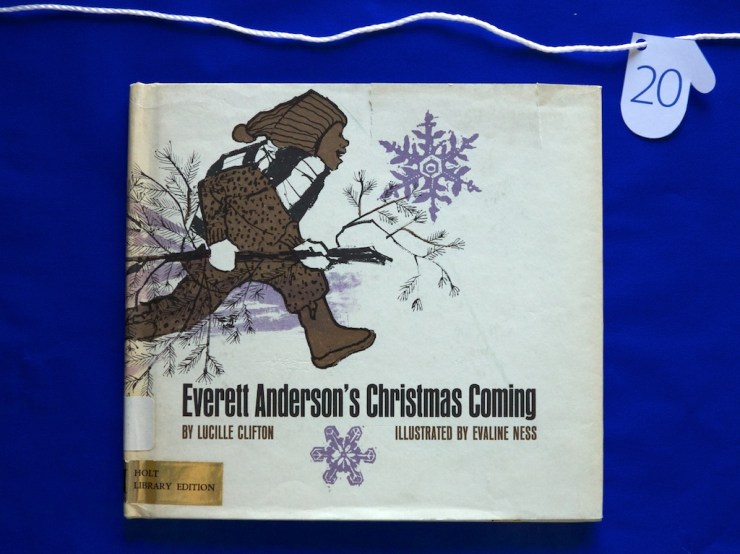 20
Everett Anderson's Christmas Coming
BY LUCILLE CLIFTON ILLUSTRATED BY EVALINE NESS
HOLT
LIBRARY EDITION